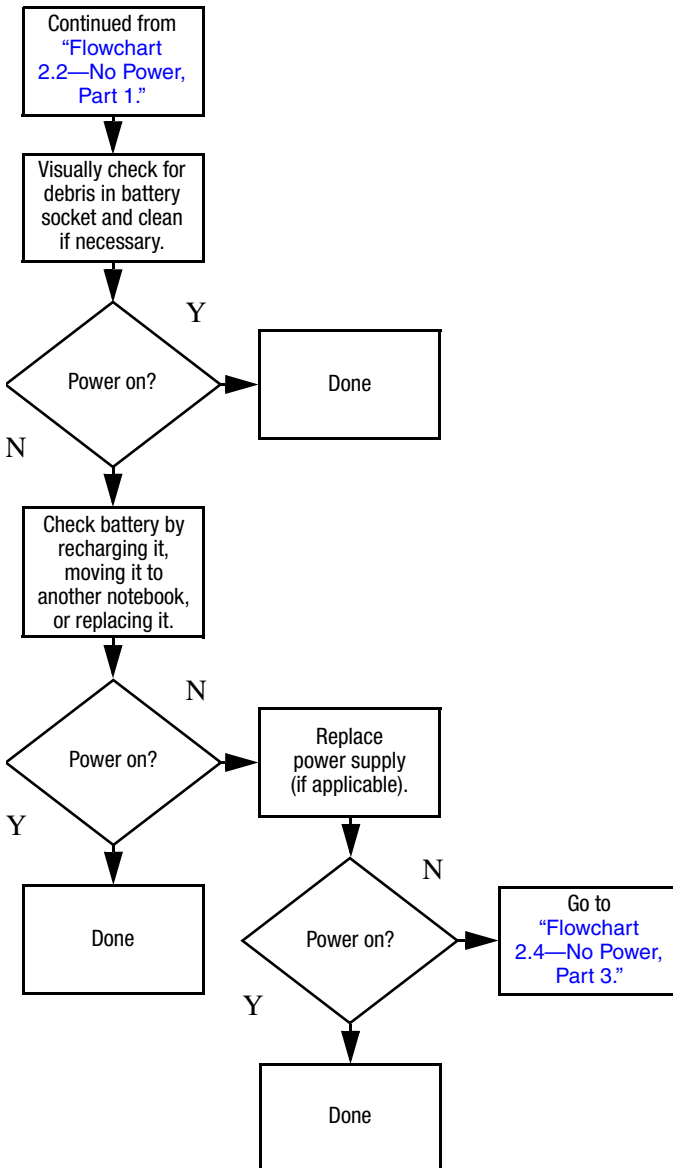 Continued from
“Flowchart
2.2—No Power,
Part 1.”
Visually check for
debris in battery
socket and clean
if necessary.
Y
Power on?
Done
N
Check battery by
recharging it,
moving it to
another notebook,
or replacing it.
N
Power on?
Replace
power supply
(if applicable).
Y
Done
N
Power on?
Go to
“Flowchart
2.4—No Power,
Part 3.”
Y
Done